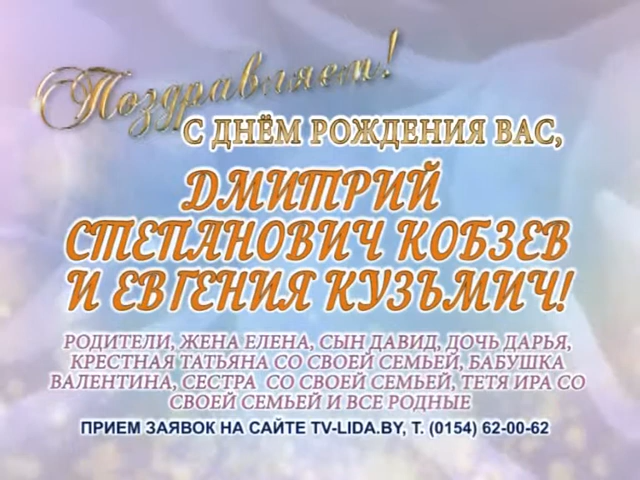 Поздравляем!
С ДНЁМ РОЖДЕНИЯ ВАС,
ДМИТРИЙ
СТЕПАНОВИЧ КОБЗЕВ
И ЕВГЕНИЯ КУЗЬМИЧ!
РОДИТЕЛИ, ЖЕНА ЕЛЕНА, СЫН ДАВИД, ДОЧЬ ДАРЬЯ,
КРЕСТНАЯ ТАТЬЯНА СО СВОЕЙ СЕМЬЕЙ, БАБУШКА
ВАЛЕНТИНА, СЕСТРА СО СВОЕЙ СЕМЬЕЙ, ТЕТЯ ИРА СО
СВОЕЙ СЕМЬЕЙ И ВСЕ РОДНЫЕ
ПРИЕМ ЗАЯВОК НА САЙТЕ TV-LIDA.BY, Т. (0154) 62-00-62